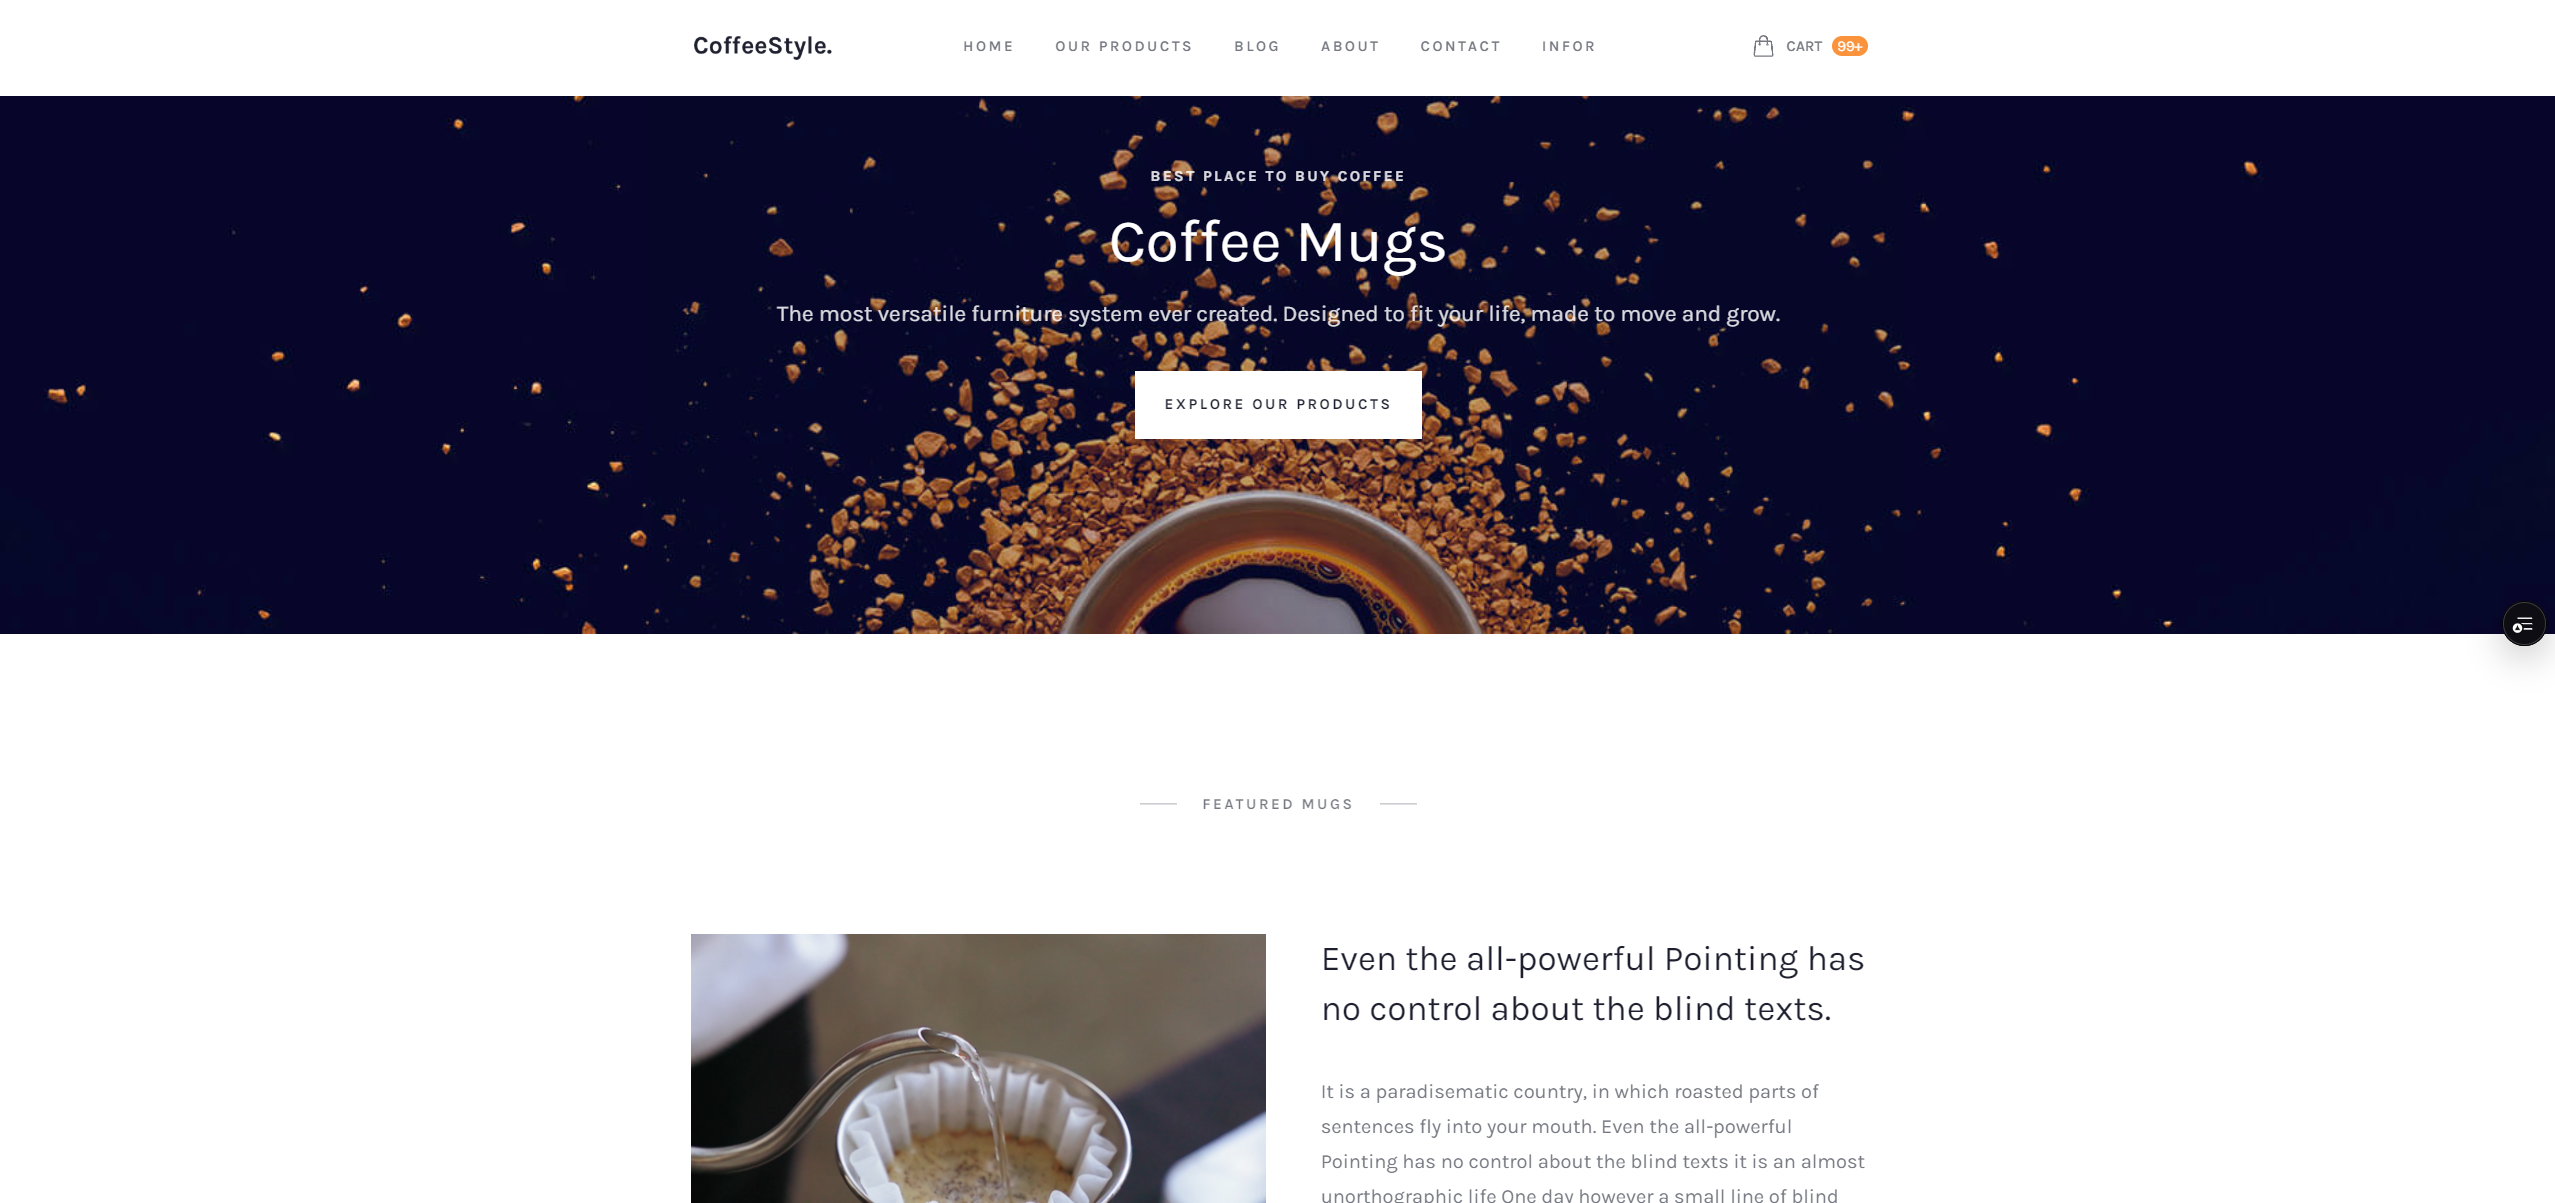 CoffeeStyle.
HOME
OUR PRODUCTS
BLOG
ABOUT
CONTACT
INFOR
CART
99+
BEST PLACE TO BUY COFFEE
Coffee Mugs
The most versatile furniture system ever created. Designed to fit your life, made to move and grow.
EXPLORE OUR PRODUCTS
FEATURED MUGS
Even the all-powerful Pointing has
no control about the blind texts.
It is a paradisematic country, in which roasted parts of
sentences fly into your mouth. Even the all-powerful
Pointing has no control about the blind texts it is an almost
unorthographic life One day however a small line of blind